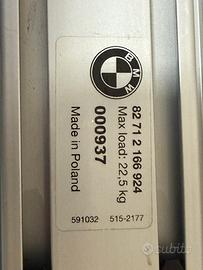 BMW
82 71 2 166 924
Max load: 22,5 kg
000937
Made in Poland
591032 515-2177
subito